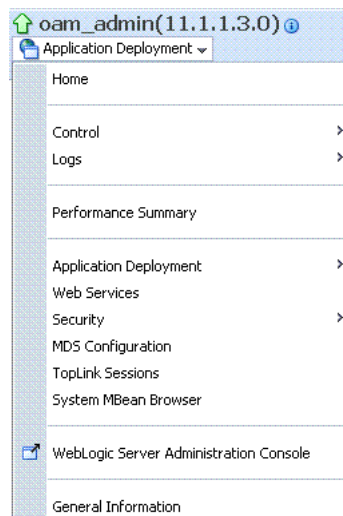 oam_admin(11.1.1.3.0)
Application Deployment
Home
Control
Logs
Performance Summary
Application Deployment
Web Services
Security
MDS Configuration
TopLink Sessions
System MBean Browser
WebLogic Server Administration Console
General Information